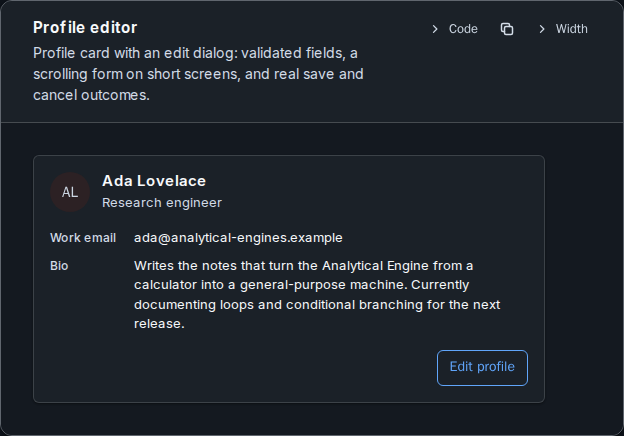 Profile editor
Code
Width
Profile card with an edit dialog: validated fields, a
scrolling form on short screens, and real save and
cancel outcomes.
AL
Ada Lovelace
Research engineer
Work email
ada@analytical-engines.example
Bio
Writes the notes that turn the Analytical Engine from a
calculator into a general-purpose machine. Currently
documenting loops and conditional branching for the next
release.
Edit profile